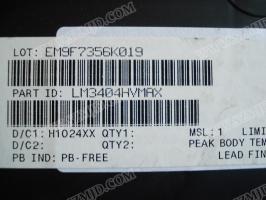 LOT: EM9F7356K019
PART ID: LM3404HVMAX
D/C1: H1024XX QTY1: MSL: 1 LIMI
D/C2: QTY2: PEAK BODY TEM
PB IND: PB-FREE LEAD FIN